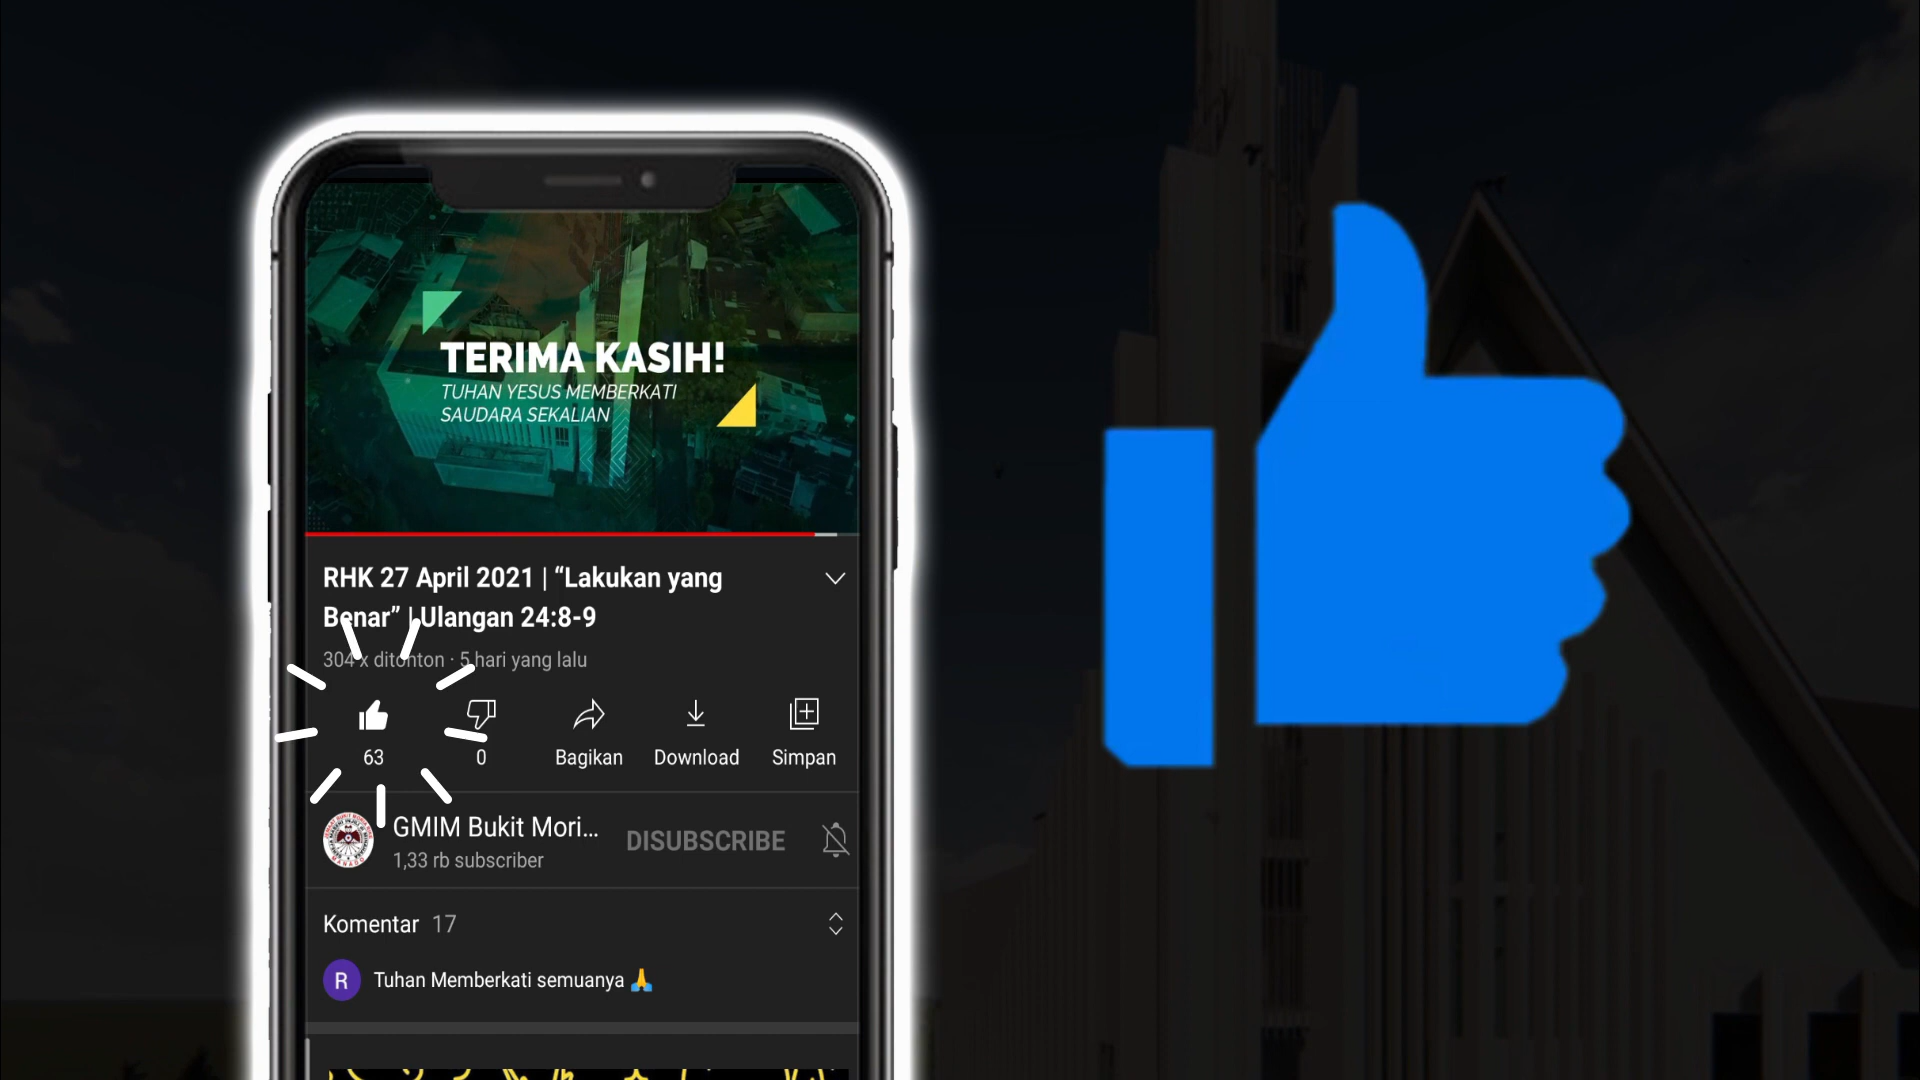 TERIMA KASIH!
TUHAN YESUS MEMBERKATI
SAUDARA SEKALIAN
RHK 27 April 2021 | “Lakukan yang
Benar” | Ulangan 24:8-9
304 x ditonton · 5 hari yang lalu
63
0
Bagikan
Download
Simpan
GMIM Bukit Mori...
DISUBSCRIBE
1,33 rb subscriber
Komentar 17
R
Tuhan Memberkati semuanya 🙏